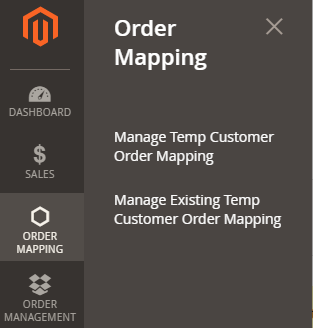 Order
Mapping
DASHBOARD
SALES
ORDER
MAPPING
ORDER
MANAGEMENT
Manage Temp Customer
Order Mapping
Manage Existing Temp
Customer Order Mapping